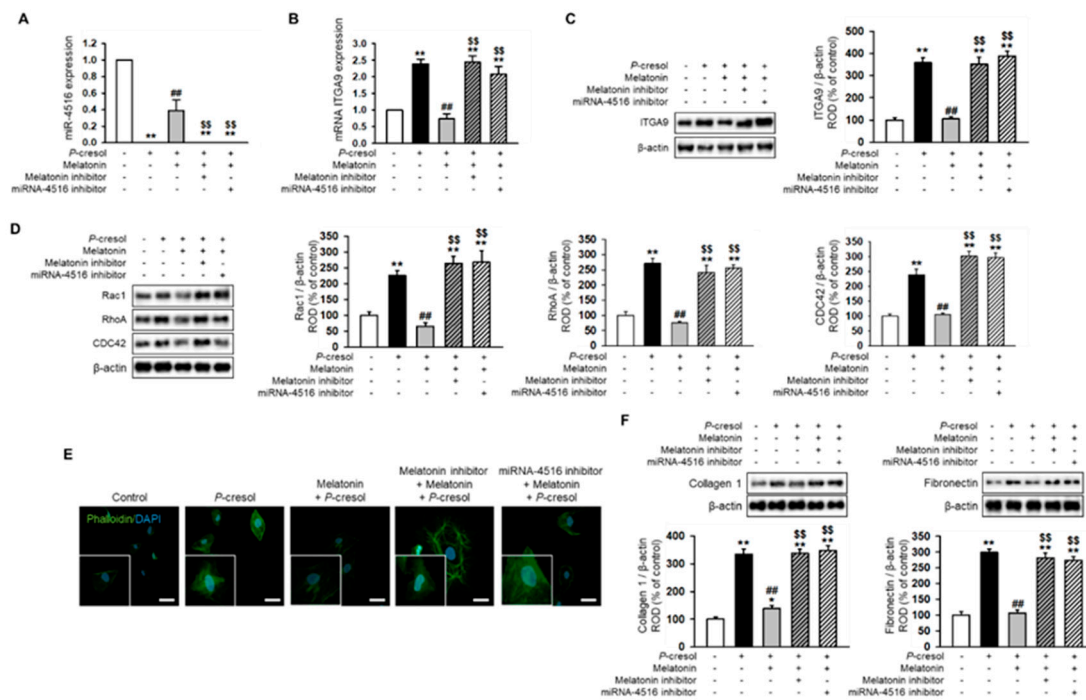 A
miR-4516 expression
1.2
1.0
0.8
0.6
0.4
0.2
0
**
##
$$
**
$$
**
P-cresol - + + + +
Melatonin - - + + +
Melatonin inhibitor - - - + -
miRNA-4516 inhibitor - - - - +
B
mRNA ITGA9 expression
3.0
2.5
2.0
1.5
1.0
0.5
0.0
**
##
$$
**
$$
**
P-cresol - + + + +
Melatonin - - + + +
Melatonin inhibitor - - - + -
miRNA-4516 inhibitor - - - - +
C
P-cresol - + + + +
Melatonin - - + + +
Melatonin inhibitor - - - + -
miRNA-4516 inhibitor - - - - +
ITGA9
β-actin
ITGA9 / β-actin
ROD (% of control)
500
400
300
200
100
0
**
##
$$
**
$$
**
P-cresol - + + + +
Melatonin - - + + +
Melatonin inhibitor - - - + -
miRNA-4516 inhibitor - - - - +
D
P-cresol - + + + +
Melatonin - - + + +
Melatonin inhibitor - - - + -
miRNA-4516 inhibitor - - - - +
Rac1
RhoA
CDC42
β-actin
Rac1 / β-actin
ROD (% of control)
350
300
250
200
150
100
50
0
**
##
$$
**
$$
**
P-cresol - + + + +
Melatonin - - + + +
Melatonin inhibitor - - - + -
miRNA-4516 inhibitor - - - - +
RhoA / β-actin
ROD (% of control)
350
300
250
200
150
100
50
0
**
##
$$
**
$$
**
P-cresol - + + + +
Melatonin - - + + +
Melatonin inhibitor - - - + -
miRNA-4516 inhibitor - - - - +
CDC42 / β-actin
ROD (% of control)
350
300
250
200
150
100
50
0
**
##
$$
**
$$
**
P-cresol - + + + +
Melatonin - - + + +
Melatonin inhibitor - - - + -
miRNA-4516 inhibitor - - - - +
E
Control
P-cresol
Melatonin
+ P-cresol
Melatonin inhibitor
+ Melatonin
+ P-cresol
miRNA-4516 inhibitor
+ Melatonin
+ P-cresol
Phalloidin/DAPI
F
P-cresol - + + + +
Melatonin - - + + +
Melatonin inhibitor - - - + -
miRNA-4516 inhibitor - - - - +
Collagen 1
β-actin
Collagen 1 / β-actin
ROD (% of control)
400
300
200
100
0
**
##
*
$$
**
$$
**
P-cresol - + + + +
Melatonin - - + + +
Melatonin inhibitor - - - + -
miRNA-4516 inhibitor - - - - +
P-cresol - + + + +
Melatonin - - + + +
Melatonin inhibitor - - - + -
miRNA-4516 inhibitor - - - - +
Fibronectin
β-actin
Fibronectin / β-actin
ROD (% of control)
350
300
250
200
150
100
50
0
**
##
$$
**
$$
**
P-cresol - + + + +
Melatonin - - + + +
Melatonin inhibitor - - - + -
miRNA-4516 inhibitor - - - - +